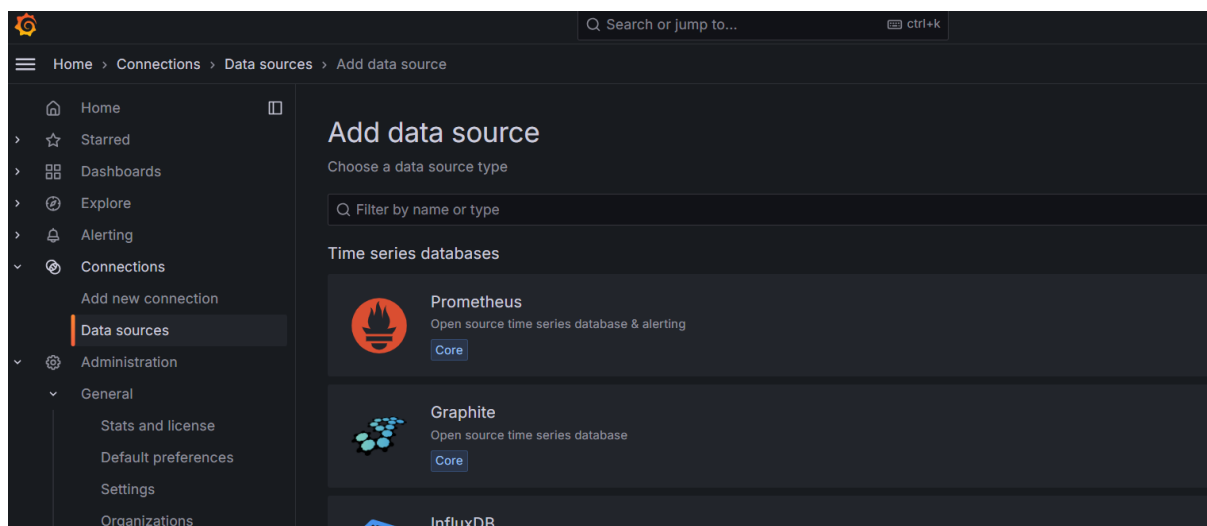 Search or jump to... ctrl+k
Home > Connections > Data sources > Add data source
Home
Starred
Dashboards
Explore
Alerting
Connections
Add new connection
Data sources
Administration
General
Stats and license
Default preferences
Settings
Organizations
Add data source
Choose a data source type
Filter by name or type
Time series databases
Prometheus
Open source time series database & alerting
Core
Graphite
Open source time series database
Core
InfluxDB